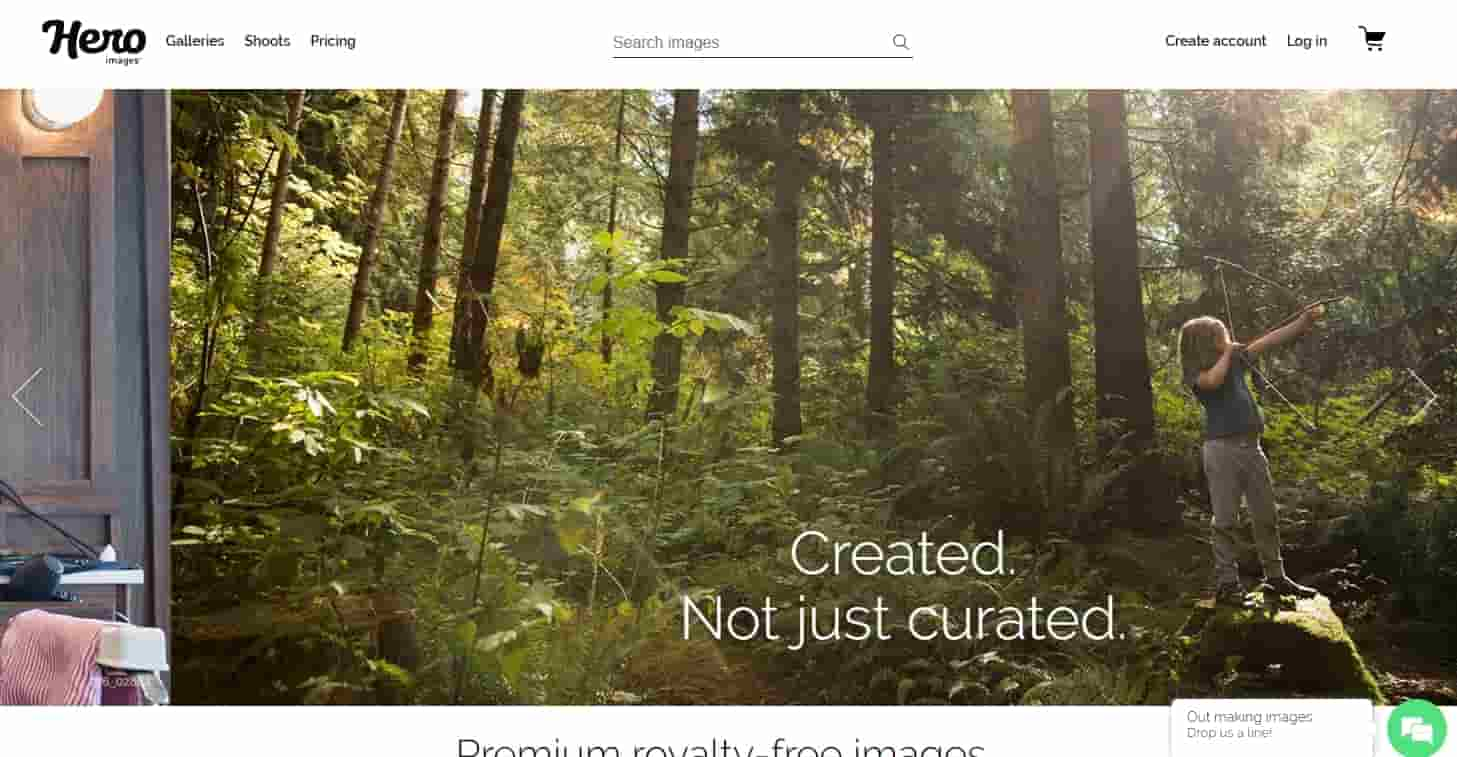 Hero
images
Galleries
Shoots
Pricing
Search images
Create account
Log in
Created.
Not just curated.
Out making images
Drop us a line!
Premium royalty-free images